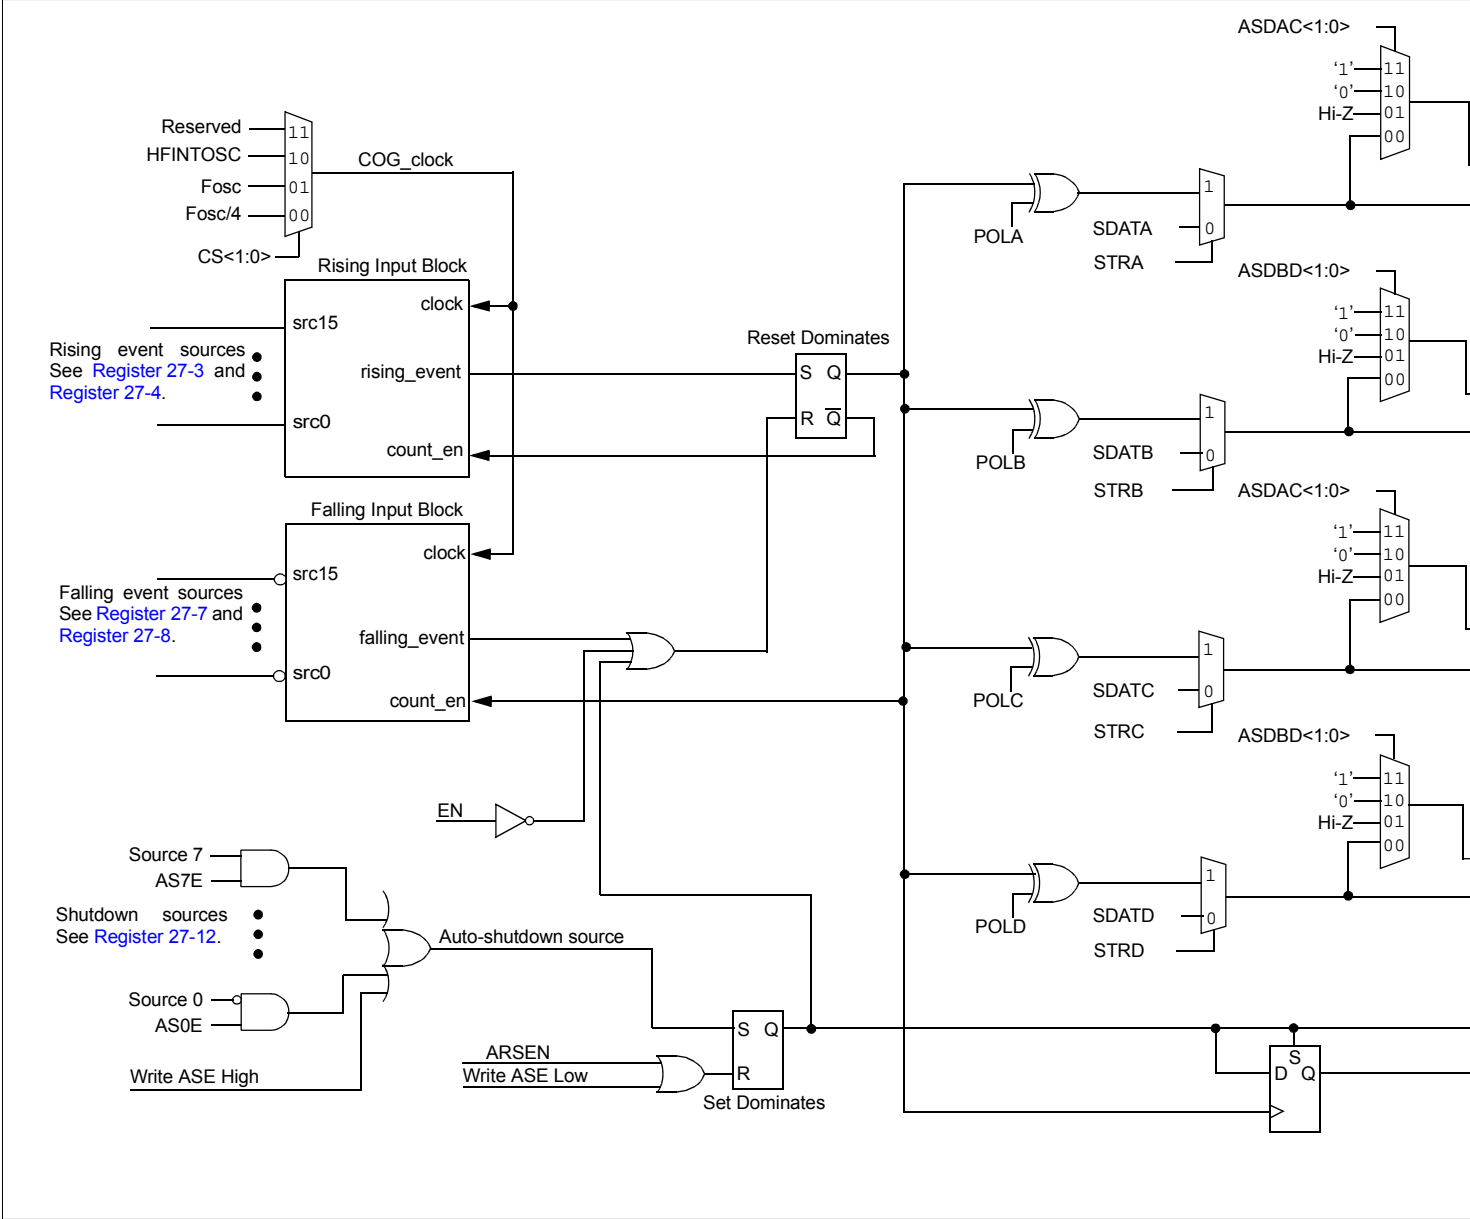 ASDAC<1:0>
'1'
11
'0'
10
Hi-Z
01
00
Reserved
11
HFINTOSC
10
Fosc
01
Fosc/4
00
CS<1:0>
COG_clock
Rising Input Block
clock
src15
Rising event sources
See Register 27-3 and
Register 27-4.
rising_event
src0
count_en
Reset Dominates
S Q
R Q
Falling Input Block
clock
src15
Falling event sources
See Register 27-7 and
Register 27-8.
falling_event
src0
count_en
EN
Source 7
AS7E
Shutdown sources
See Register 27-12.
Auto-shutdown source
Source 0
AS0E
Write ASE High
ARSEN
Write ASE Low
S Q
R
Set Dominates
POLA
1
SDATA
0
STRA
ASDBD<1:0>
'1'
11
'0'
10
Hi-Z
01
00
POLB
1
SDATB
0
STRB
ASDAC<1:0>
'1'
11
'0'
10
Hi-Z
01
00
POLC
1
SDATC
0
STRC
ASDBD<1:0>
'1'
11
'0'
10
Hi-Z
01
00
POLD
1
SDATD
0
STRD
S
D Q